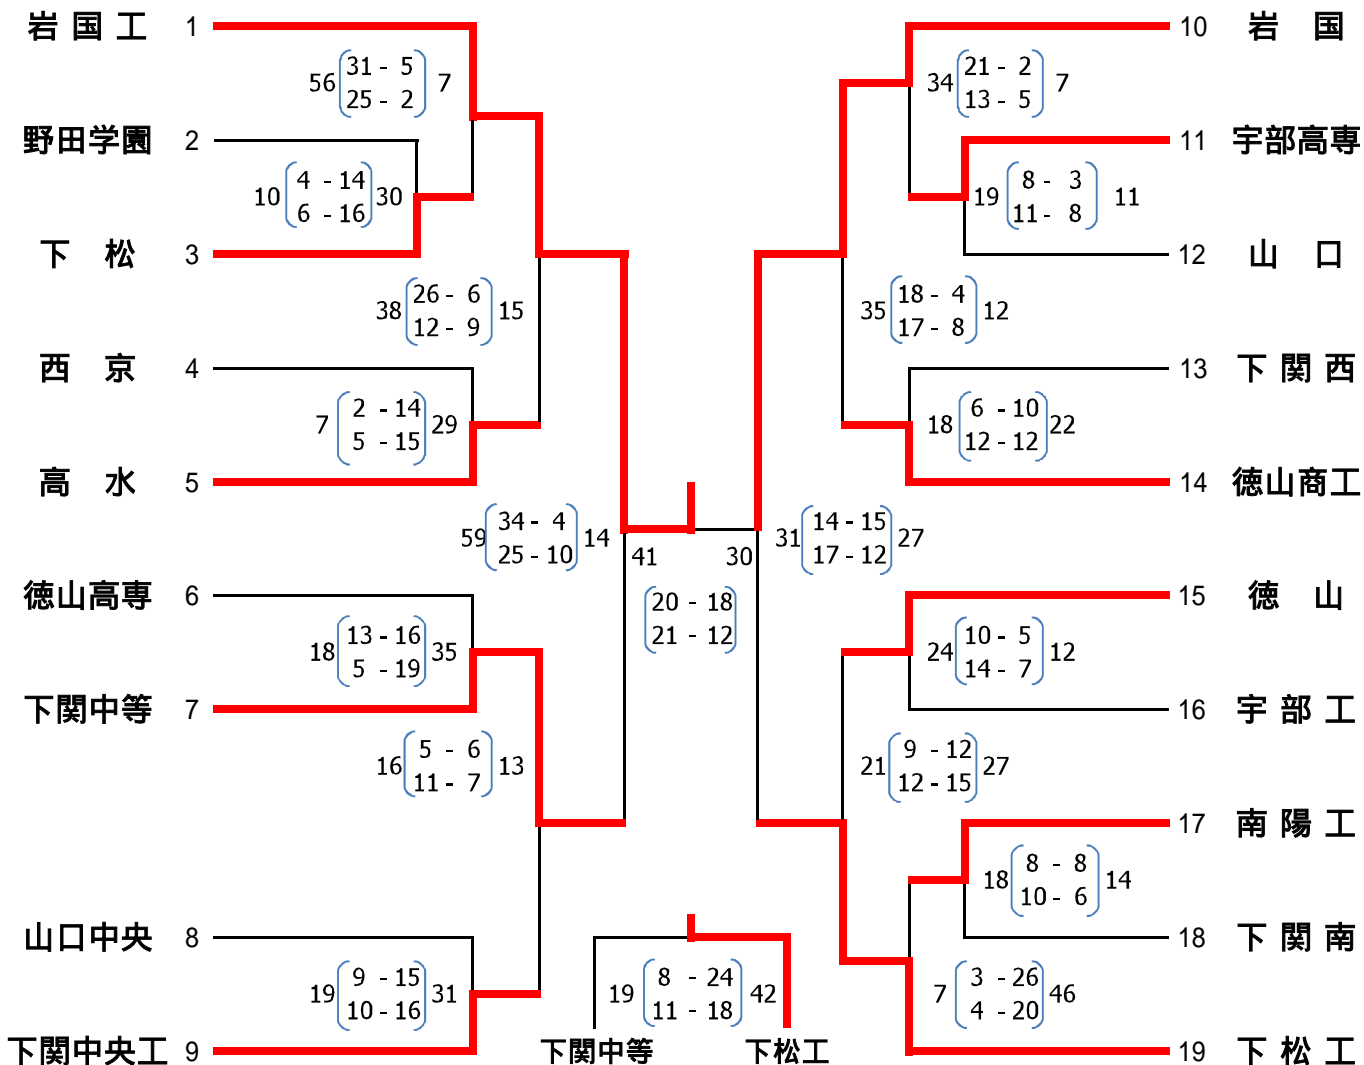 岩国工 1
56 31 - 5 7
25 - 2
野田学園 2
10 4 - 14 30
6 - 16
下松 3
38 26 - 6 15
12 - 9
西京 4
7 2 - 14 29
5 - 15
高水 5
59 34 - 4 14
25 - 10
徳山高専 6
18 13 - 16 35
5 - 19
下関中等 7
16 5 - 6 13
11 - 7
山口中央 8
19 9 - 15 31
10 - 16
下関中央工 9
41 30
20 - 18
21 - 12
19 8 - 24 42
11 - 18
下関中等 下松工
10 岩国
34 21 - 2 7
13 - 5
11 宇部高専
19 8 - 3 11
11 - 8
12 山口
35 18 - 4 12
17 - 8
13 下関西
18 6 - 10 22
12 - 12
14 徳山商工
31 14 - 15 27
17 - 12
15 徳山
24 10 - 5 12
14 - 7
16 宇部工
21 9 - 12 27
12 - 15
17 南陽工
18 8 - 8 14
10 - 6
18 下関南
7 3 - 26 46
4 - 20
19 下松工